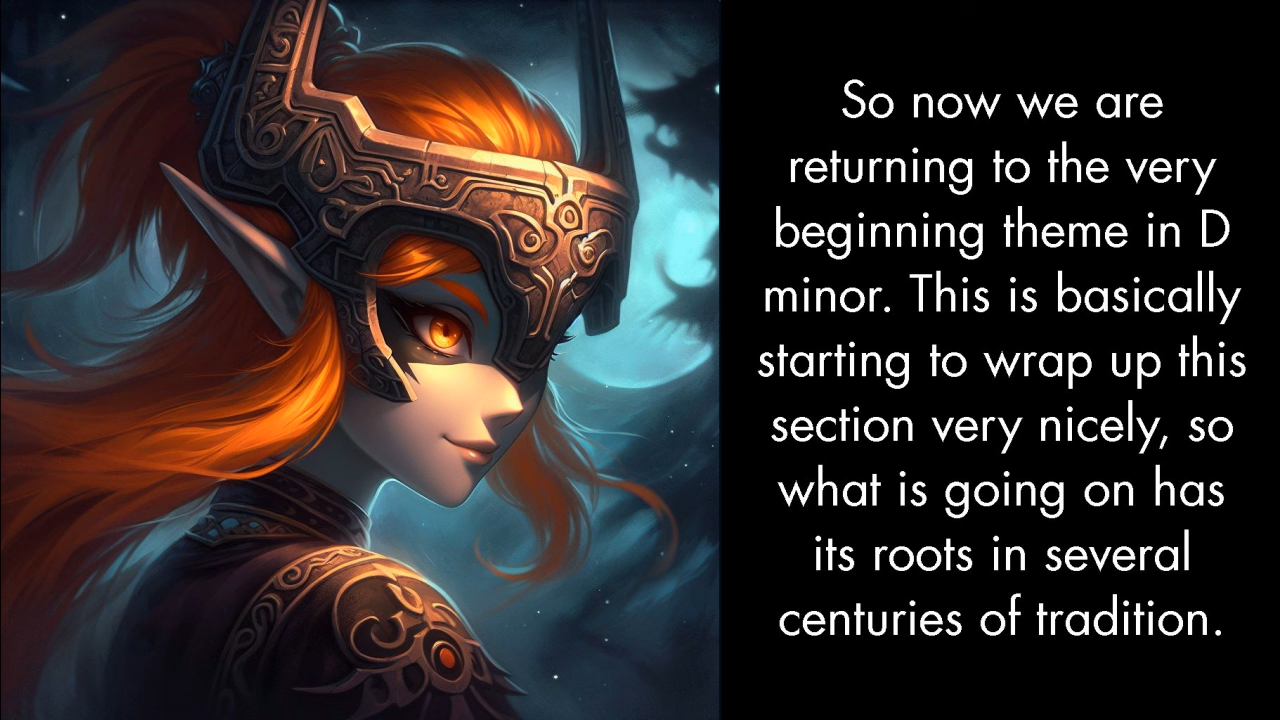 So now we are
returning to the very
beginning theme in D
minor. This is basically
starting to wrap up this
section very nicely, so
what is going on has
its roots in several
centuries of tradition.